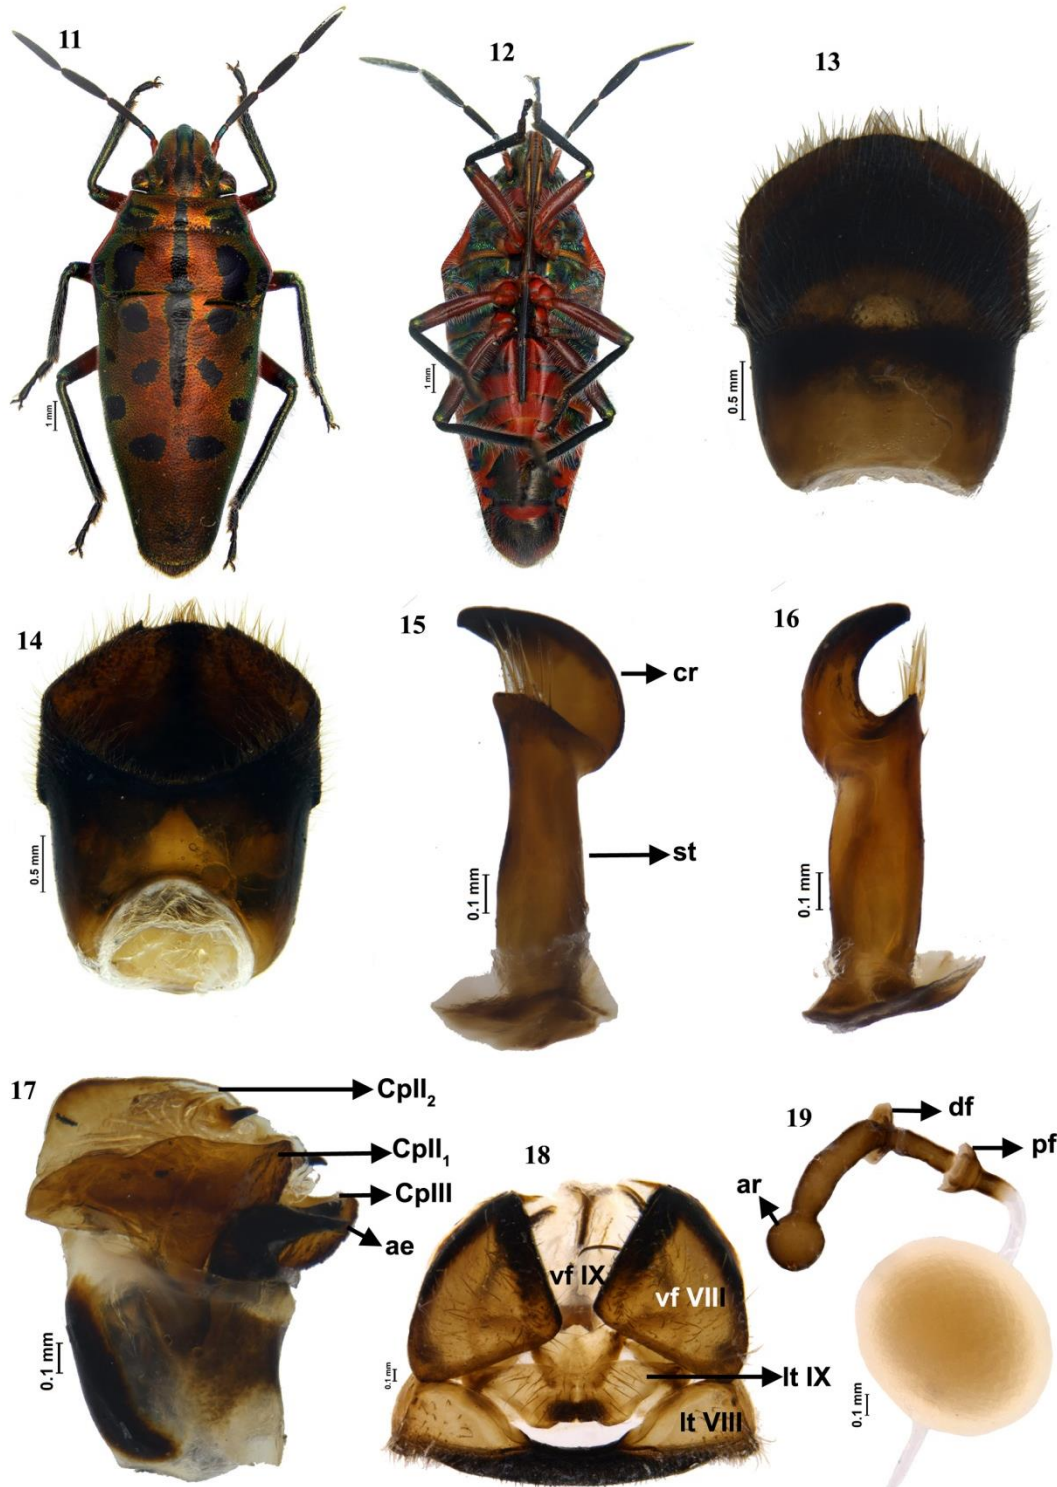 11
12
13
1 mm
1 mm
0.5 mm
14
15
16
cr
st
0.5 mm
0.1 mm
0.1 mm
17
CpII₂
CpII₁
CpIII
ae
0.1 mm
18
vf IX
vf VIII
lt IX
lt VIII
0.1 mm
19
df
pf
ar
0.1 mm